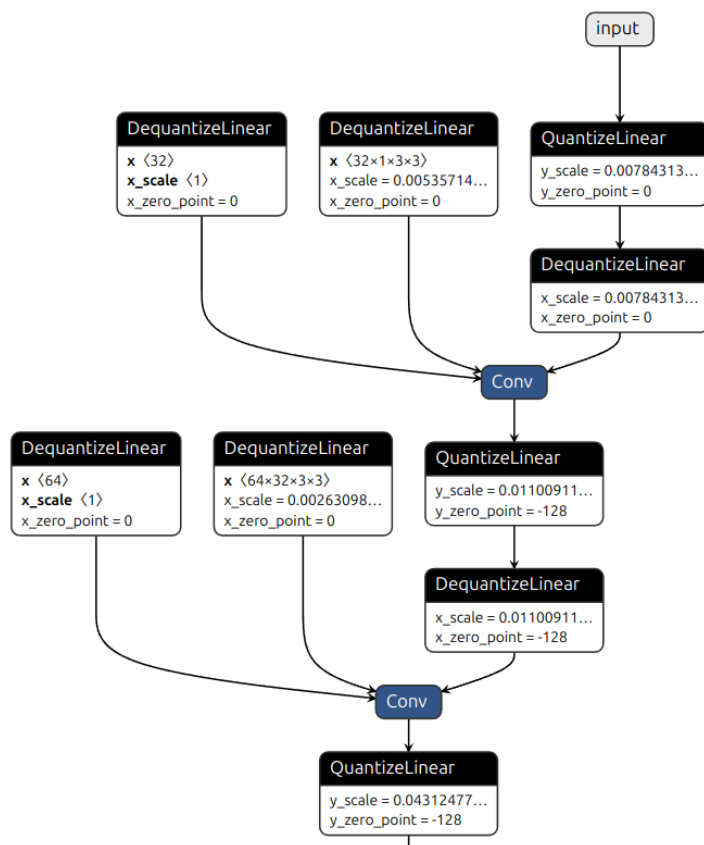 input
DequantizeLinear
x 〈32〉
x_scale 〈1〉
x_zero_point = 0
DequantizeLinear
x 〈32×1×3×3〉
x_scale = 0.00535714…
x_zero_point = 0
QuantizeLinear
y_scale = 0.00784313…
y_zero_point = 0
DequantizeLinear
x_scale = 0.00784313…
x_zero_point = 0
Conv
DequantizeLinear
x 〈64〉
x_scale 〈1〉
x_zero_point = 0
DequantizeLinear
x 〈64×32×3×3〉
x_scale = 0.00263098…
x_zero_point = 0
QuantizeLinear
y_scale = 0.01100911…
y_zero_point = -128
DequantizeLinear
x_scale = 0.01100911…
x_zero_point = -128
Conv
QuantizeLinear
y_scale = 0.04312477…
y_zero_point = -128